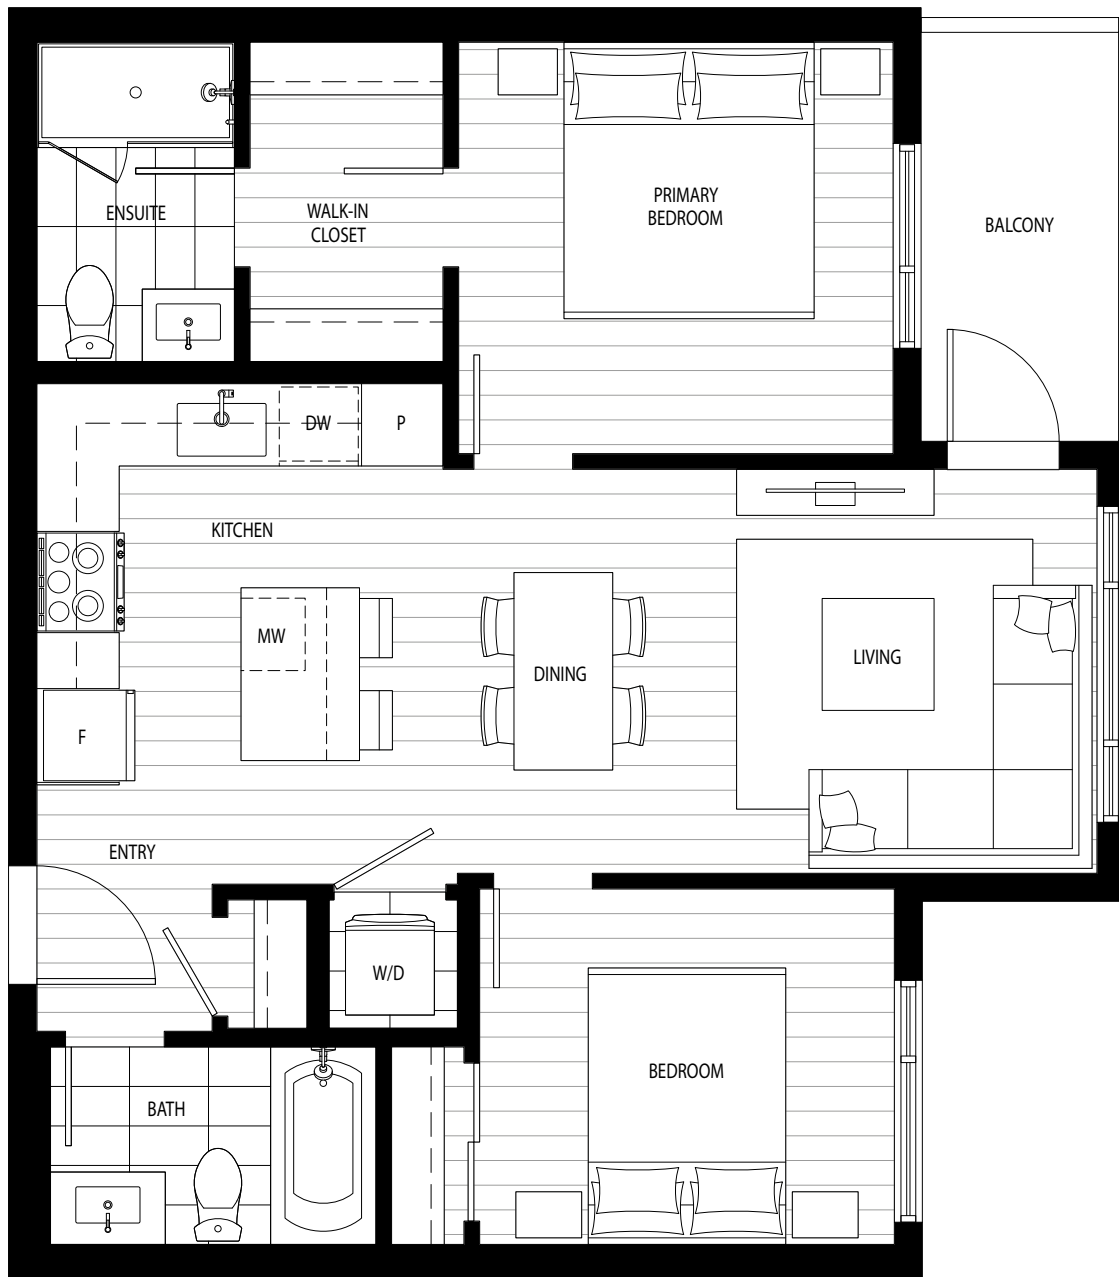 ENSUITE
WALK-IN
CLOSET
PRIMARY
BEDROOM
BALCONY
DW
P
KITCHEN
MW
DINING
LIVING
F
ENTRY
W/D
BEDROOM
BATH